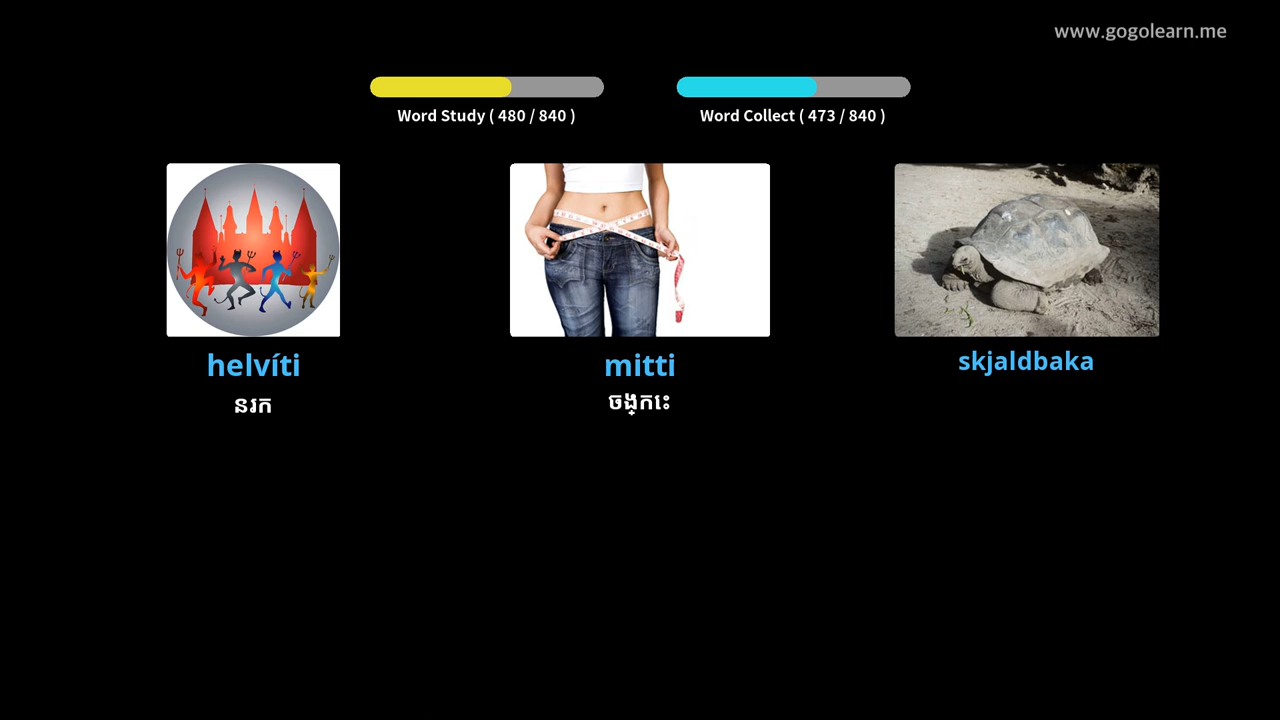 www.gogolearn.me
Word Study ( 480 / 840 )
Word Collect ( 473 / 840 )
helvíti
mitti
skjaldbaka
នរក
ចង្កេះ